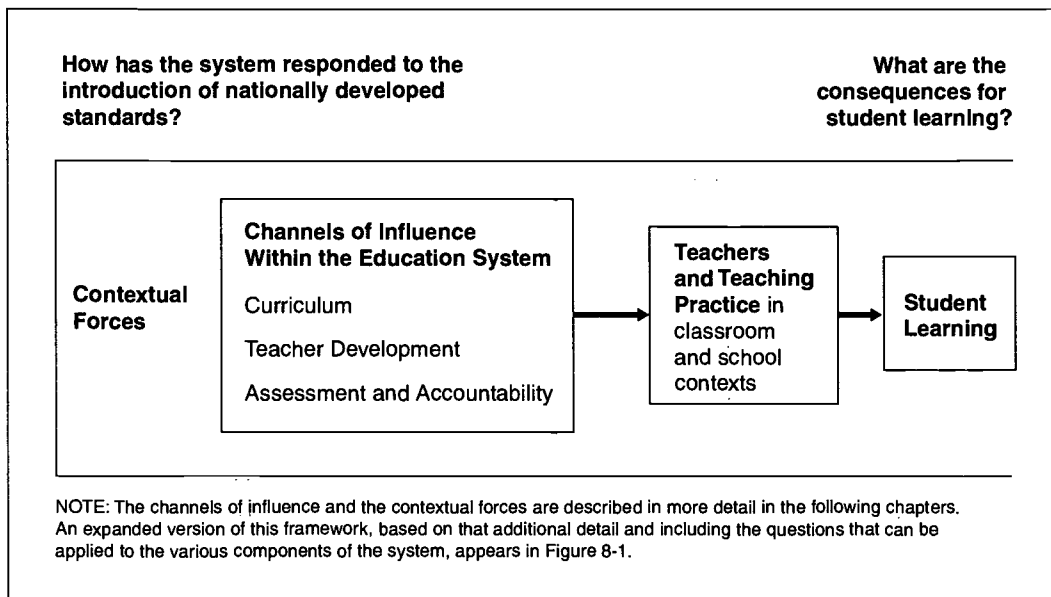 How has the system responded to the
introduction of nationally developed
standards?
What are the
consequences for
student learning?
Contextual
Forces
Channels of Influence
Within the Education System
Curriculum
Teacher Development
Assessment and Accountability
Teachers
and Teaching
Practice in
classroom
and school
contexts
Student
Learning
NOTE: The channels of influence and the contextual forces are described in more detail in the following chapters.
An expanded version of this framework, based on that additional detail and including the questions that can be
applied to the various components of the system, appears in Figure 8-1.